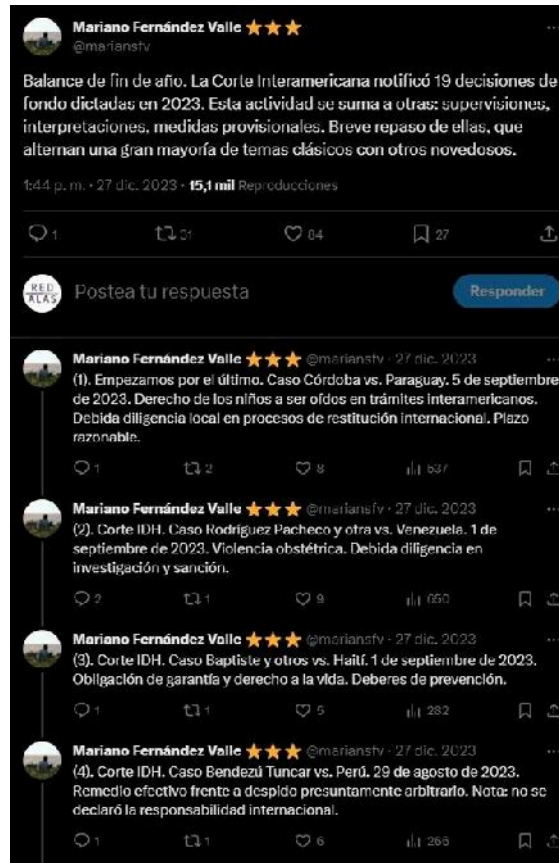 Mariano Fernández Valle ⭐⭐⭐
@mariansfv
Balance de fin de año. La Corte Interamericana notificó 19 decisiones de
fondo dictadas en 2023. Esta actividad se suma a otras: supervisiones,
interpretaciones, medidas provisionales. Breve repaso de ellas, que
alternan una gran mayoría de temas clásicos con otros novedosos.
1:44 p. m. · 27 dic. 2023 · 15,1 mil Reproducciones
1 31 84 27
RED ALAS
Postea tu respuesta
Responder
Mariano Fernández Valle ⭐⭐⭐ @mariansfv · 27 dic. 2023
(1). Empezamos por el último. Caso Córdoba vs. Paraguay. 5 de septiembre
de 2023. Derecho de los niños a ser oídos en trámites interamericanos.
Debida diligencia local en procesos de restitución internacional. Plazo
razonable.
1 2 8 537
Mariano Fernández Valle ⭐⭐⭐ @mariansfv · 27 dic. 2023
(2). Corte IDH. Caso Rodríguez Pacheco y otra vs. Venezuela. 1 de
septiembre de 2023. Violencia obstétrica. Debida diligencia en
investigación y sanción.
2 1 9 650
Mariano Fernández Valle ⭐⭐⭐ @mariansfv · 27 dic. 2023
(3). Corte IDH. Caso Baptiste y otros vs. Haití. 1 de septiembre de 2023.
Obligación de garantía y derecho a la vida. Deberes de prevención.
1 1 5 282
Mariano Fernández Valle ⭐⭐⭐ @mariansfv · 27 dic. 2023
(4). Corte IDH. Caso Bendezú Tuncar vs. Perú. 29 de agosto de 2023.
Remedio efectivo frente a despido presuntamente arbitrario. Nota: no se
declaró la responsabilidad internacional.
1 1 6 266